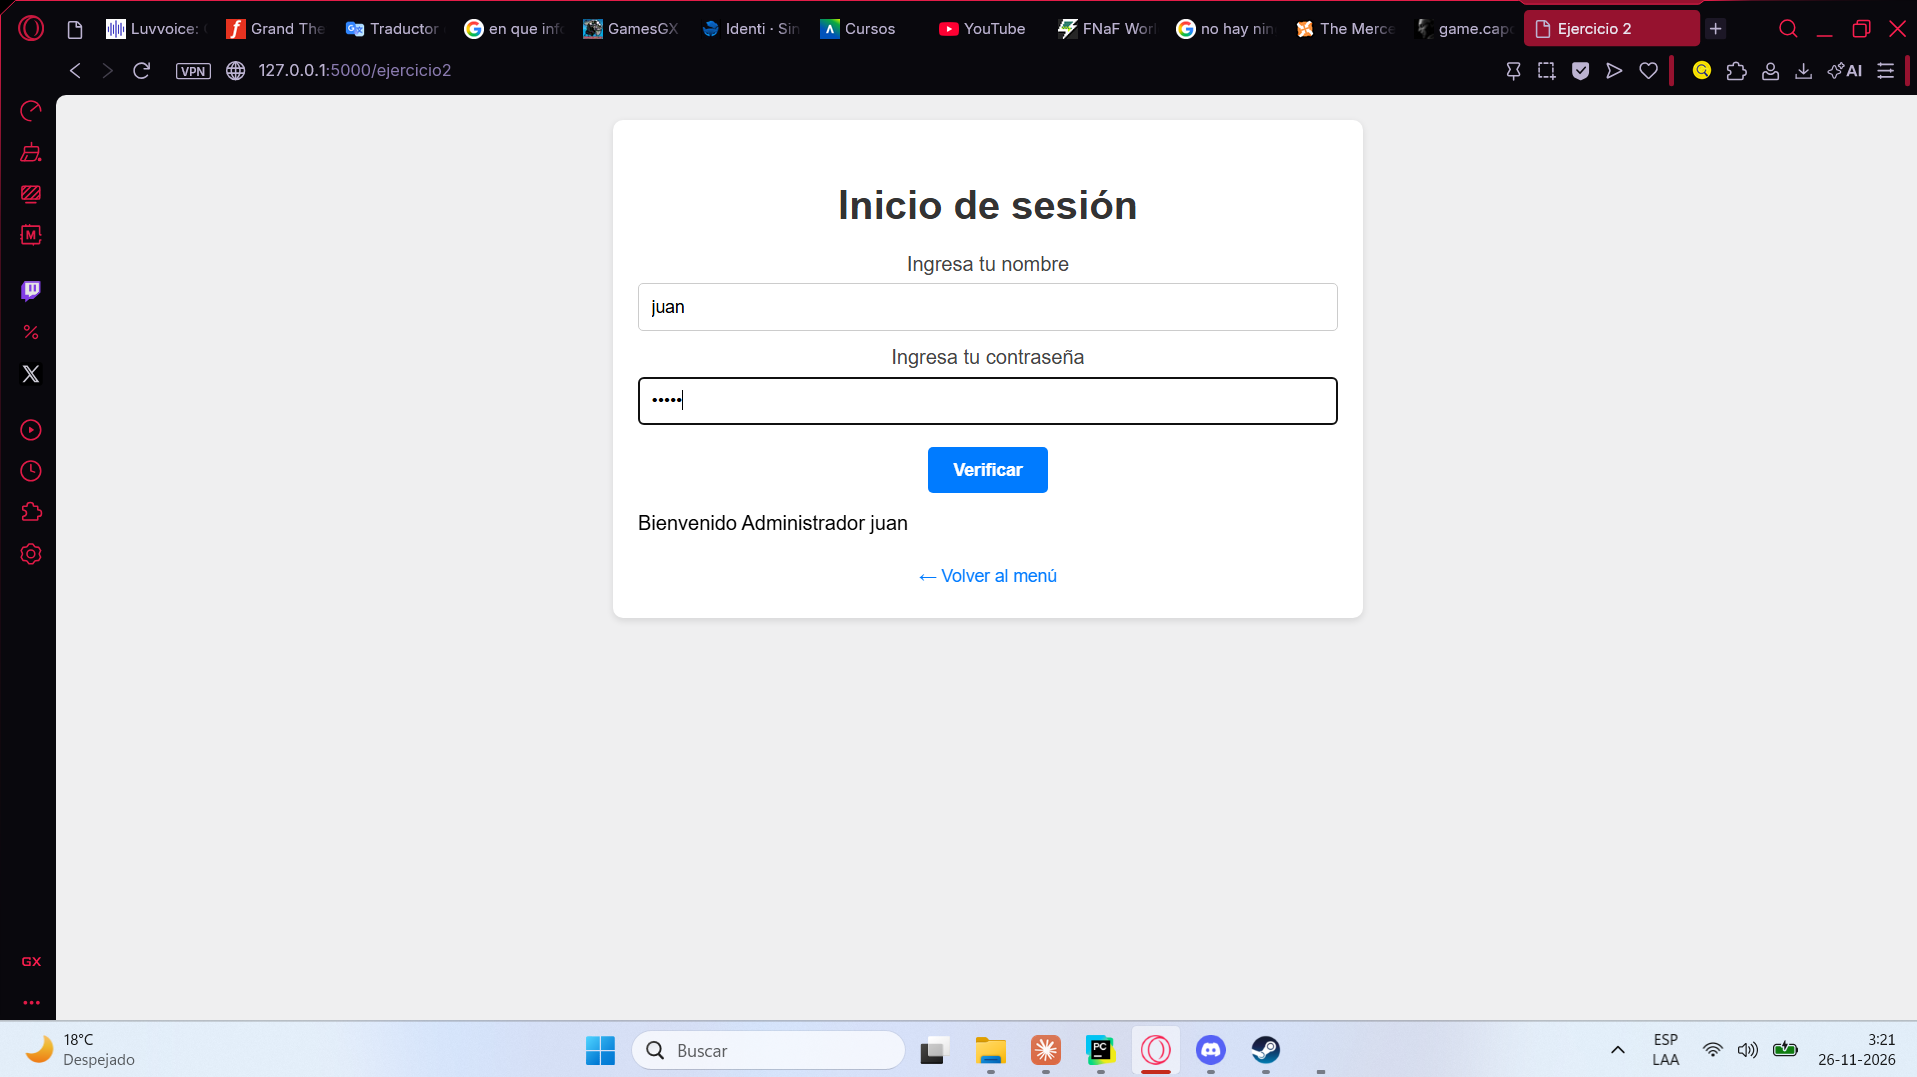 Luvvoice:
Grand The
Traductor
en que info
GamesGX
Identi · Sin
Cursos
YouTube
FNaF Worl
no hay nin
The Merce
game.capc
Ejercicio 2
VPN
127.0.0.1:5000/ejercicio2
AI
Inicio de sesión
Ingresa tu nombre
juan
Ingresa tu contraseña
•••••
Verificar
Bienvenido Administrador juan
← Volver al menú
M
GX
18°C
Despejado
Buscar
PC
ESP
LAA
3:21
26-11-2026